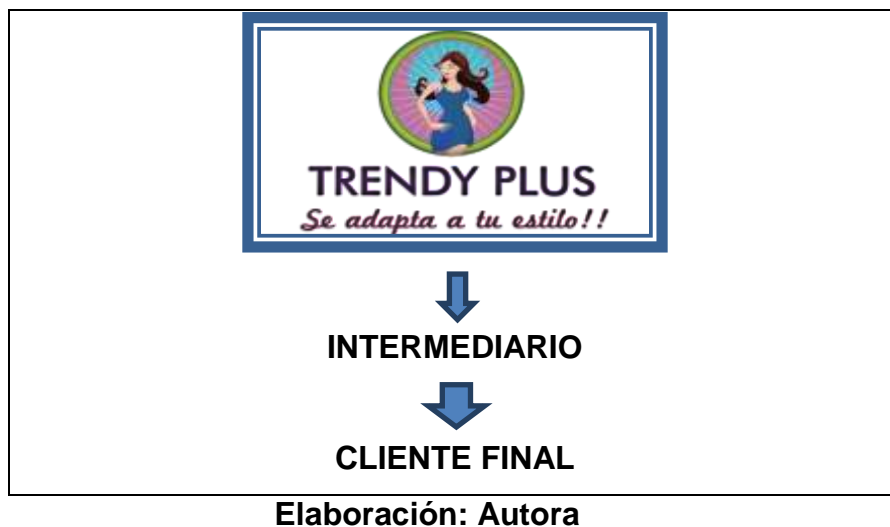 TRENDY PLUS
Se adapta a tu estilo!!
INTERMEDIARIO
CLIENTE FINAL
Elaboración: Autora